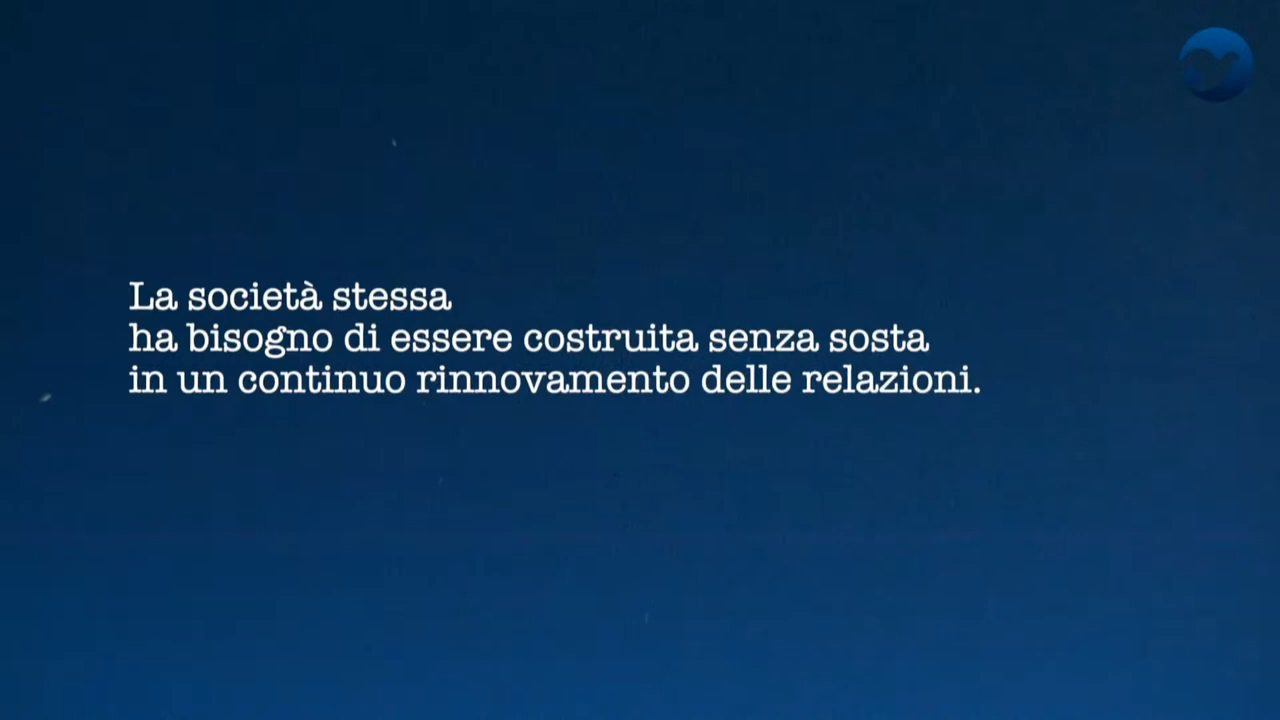 La società stessa
ha bisogno di essere costruita senza sosta
in un continuo rinnovamento delle relazioni.